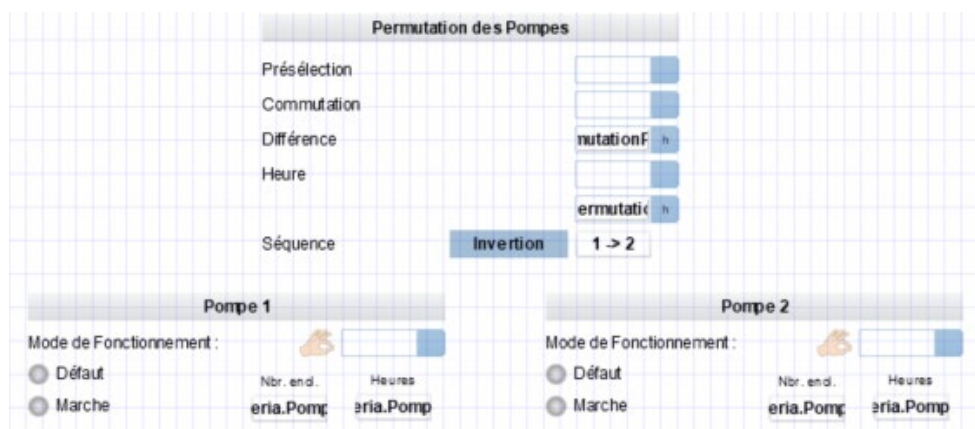 Permutation des Pompes
Présélection
Commutation
Différence nutationP h
Heure
ermutatio h
Séquence Invertion 1 -> 2
Pompe 1 Pompe 2
Mode de Fonctionnement : Mode de Fonctionnement :
Défaut Nbr. encl. Heures Défaut Nbr. encl. Heures
Marche eria.Pomp eria.Pomp Marche eria.Pomp eria.Pomp